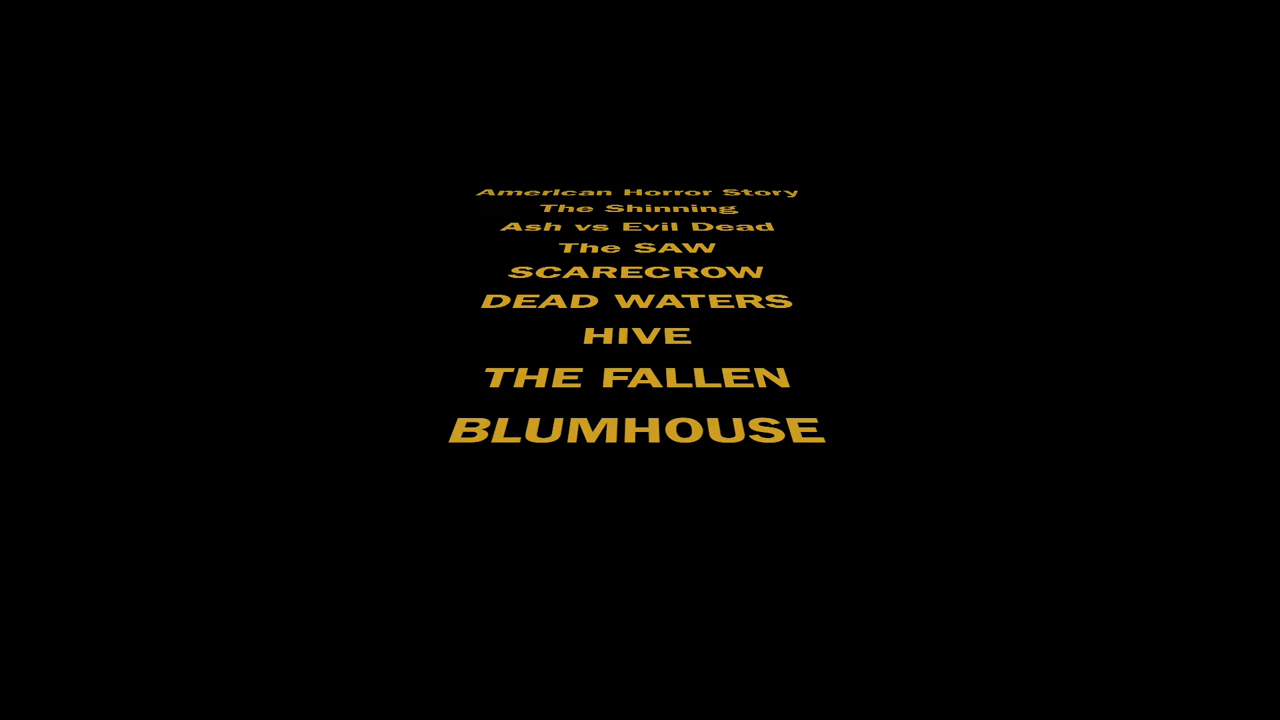 American Horror Story
The Shinning
Ash vs Evil Dead
The SAW
SCARECROW
DEAD WATERS
HIVE
THE FALLEN
BLUMHOUSE